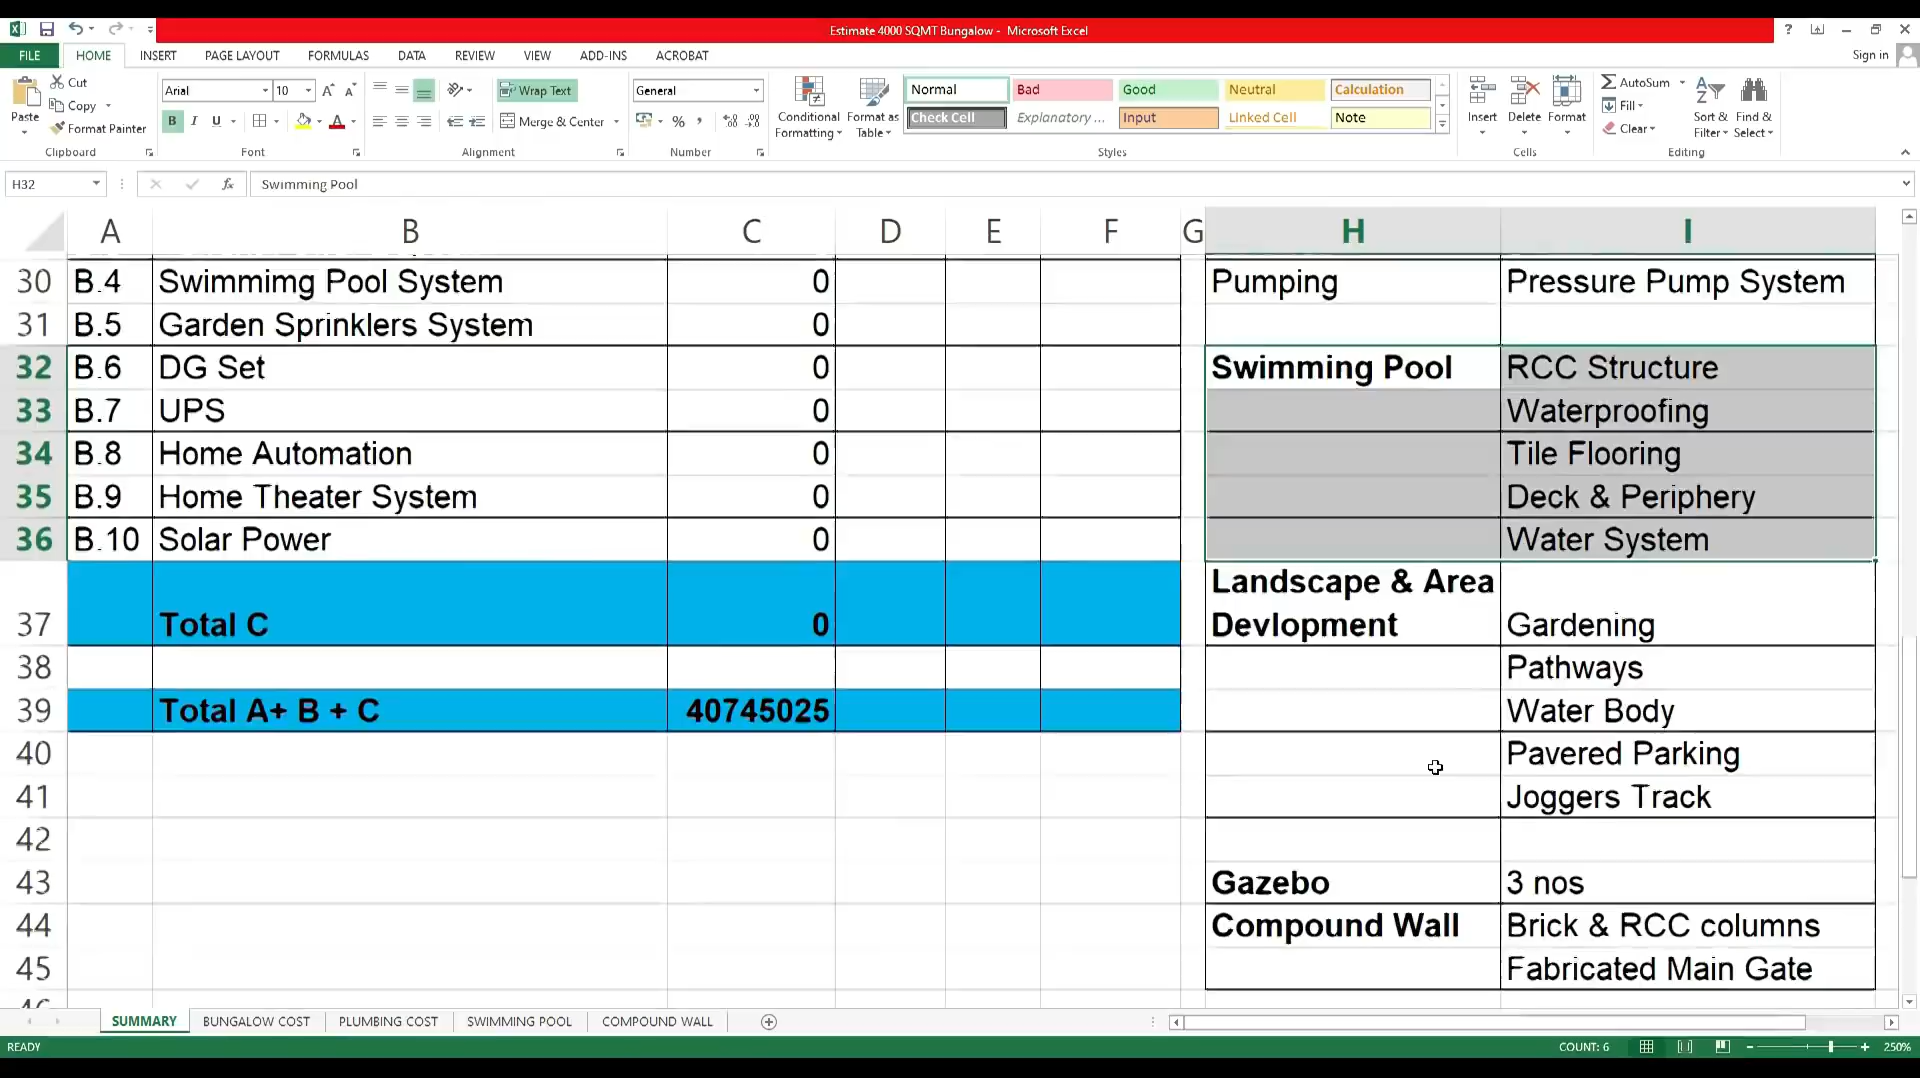 Estimate 4000 SQMT Bungalow - Microsoft Excel
FILE HOME INSERT PAGE LAYOUT FORMULAS DATA REVIEW VIEW ADD-INS ACROBAT Sign in
Paste Cut Copy Format Painter Clipboard
Arial 10 B I U Font
Wrap Text Merge & Center Alignment
General % Number
Conditional Formatting Format as Table
Normal Bad Good Neutral Calculation
Check Cell Explanatory ... Input Linked Cell Note
Styles
Insert Delete Format Cells
AutoSum Fill Clear Sort & Filter Find & Select Editing
H32 fx Swimming Pool
A B C D E F G H I
30 B.4 Swimmimg Pool System 0 Pumping Pressure Pump System
31 B.5 Garden Sprinklers System 0
32 B.6 DG Set 0 Swimming Pool RCC Structure
33 B.7 UPS 0 Waterproofing
34 B.8 Home Automation 0 Tile Flooring
35 B.9 Home Theater System 0 Deck & Periphery
36 B.10 Solar Power 0 Water System
Landscape & Area
37 Total C 0 Devlopment Gardening
38 Pathways
39 Total A+ B + C 40745025 Water Body
40 Pavered Parking
41 Joggers Track
42
43 Gazebo 3 nos
44 Compound Wall Brick & RCC columns
45 Fabricated Main Gate
SUMMARY BUNGALOW COST PLUMBING COST SWIMMING POOL COMPOUND WALL
READY COUNT: 6 250%